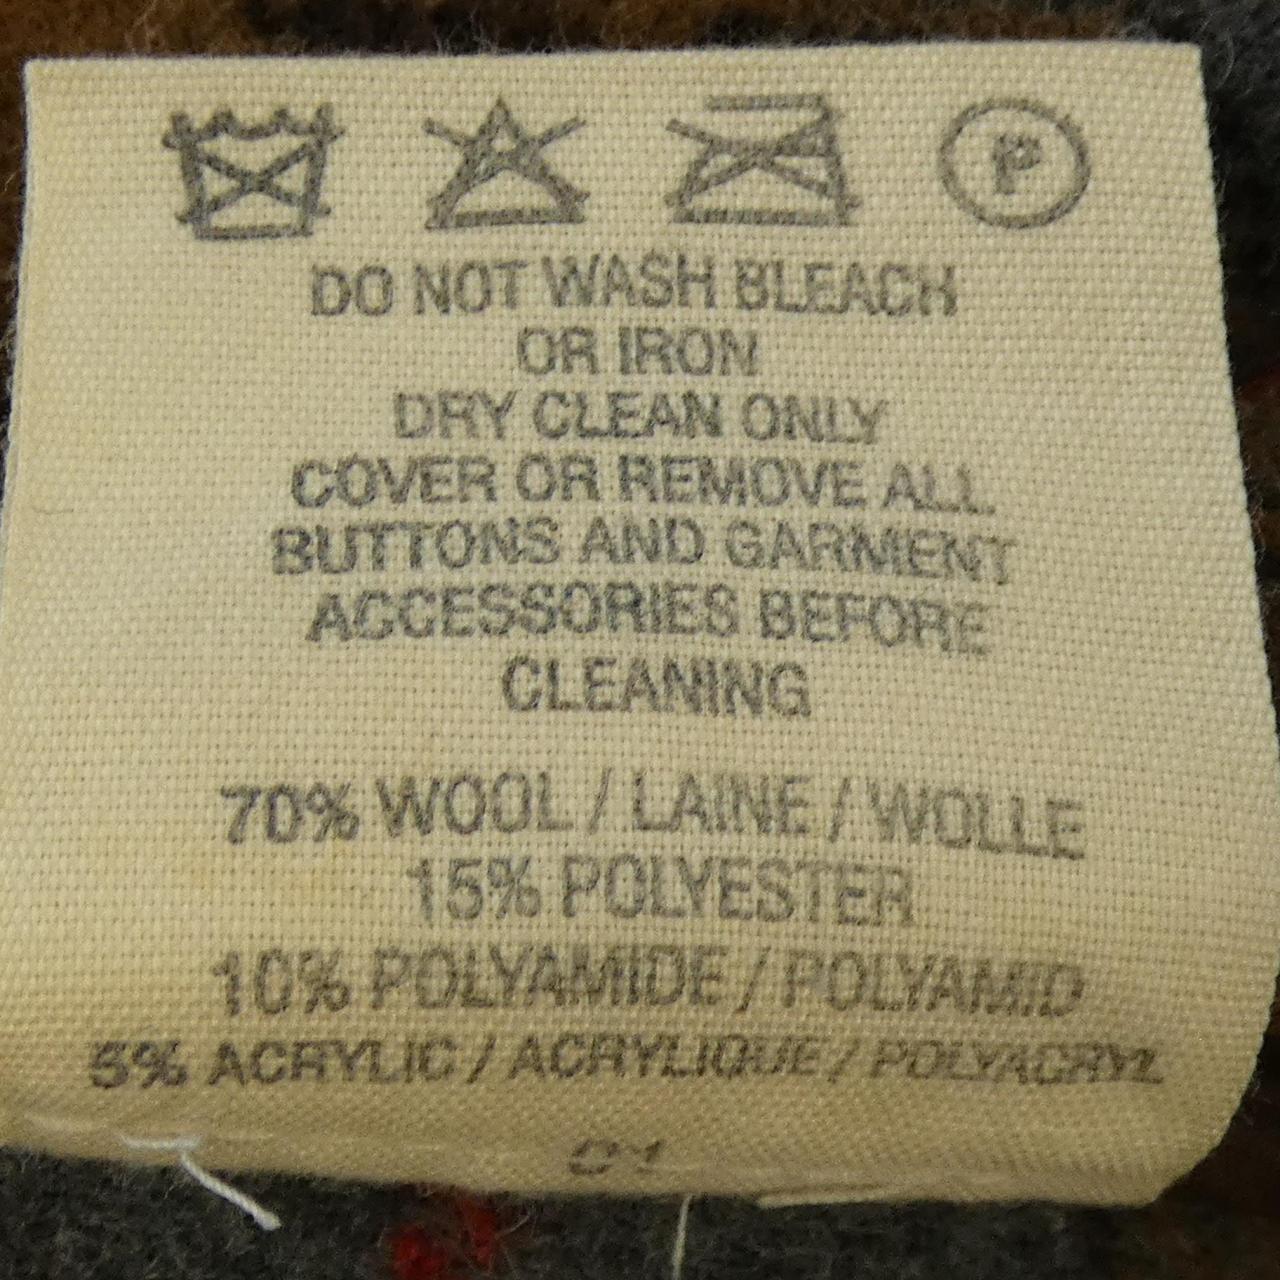 P
DO NOT WASH BLEACH
OR IRON
DRY CLEAN ONLY
COVER OR REMOVE ALL
BUTTONS AND GARMENT
ACCESSORIES BEFORE
CLEANING
70% WOOL / LAINE / WOLLE
15% POLYESTER
10% POLYAMIDE / POLYAMID
5% ACRYLIC / ACRYLIQUE / POLYACRYL
01